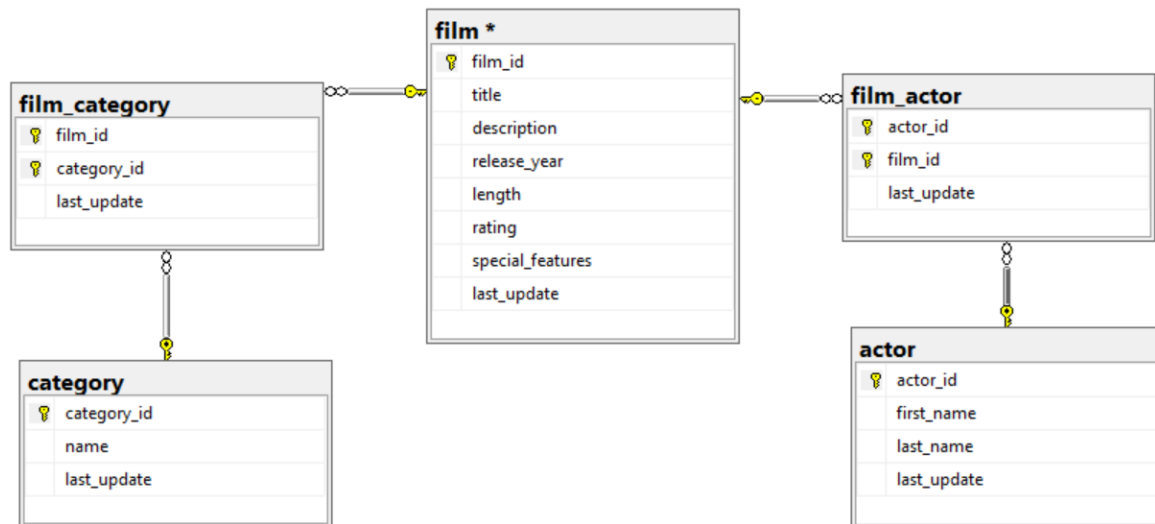 film_category
film_id
category_id
last_update
film *
film_id
title
description
release_year
length
rating
special_features
last_update
film_actor
actor_id
film_id
last_update
category
category_id
name
last_update
actor
actor_id
first_name
last_name
last_update